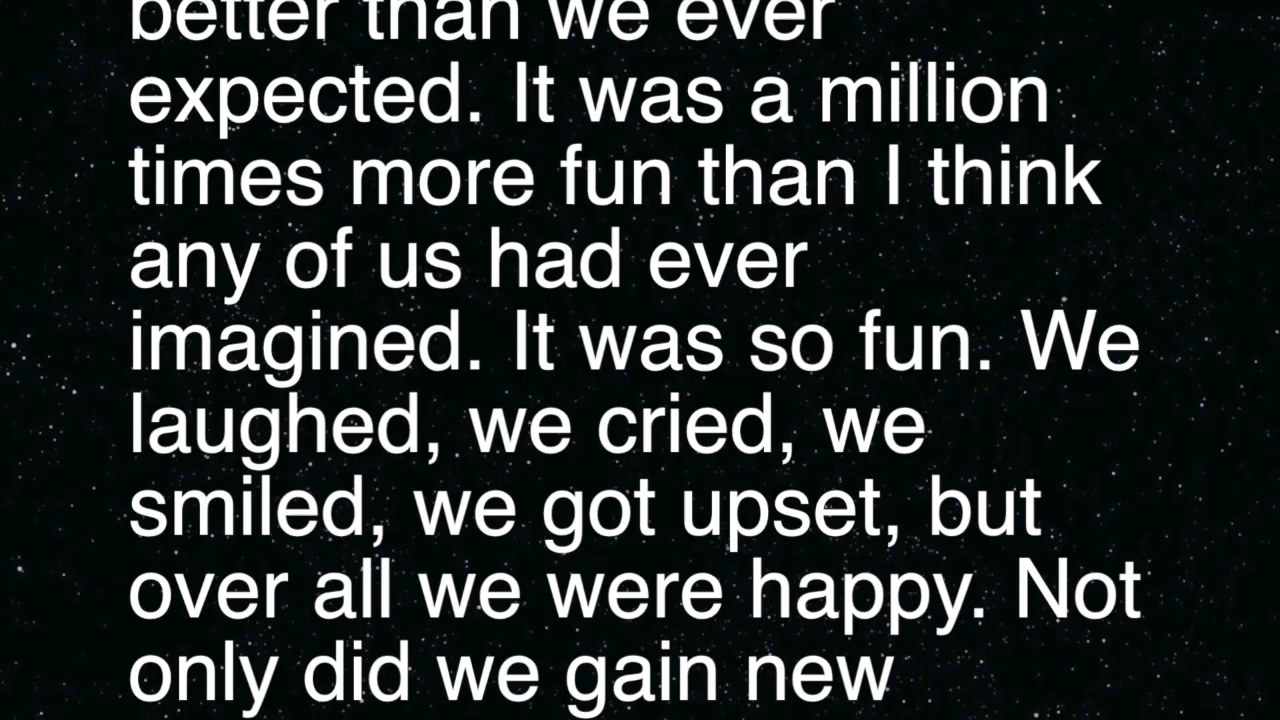 better than we ever
expected. It was a million
times more fun than I think
any of us had ever
imagined. It was so fun. We
laughed, we cried, we
smiled, we got upset, but
over all we were happy. Not
only did we gain new